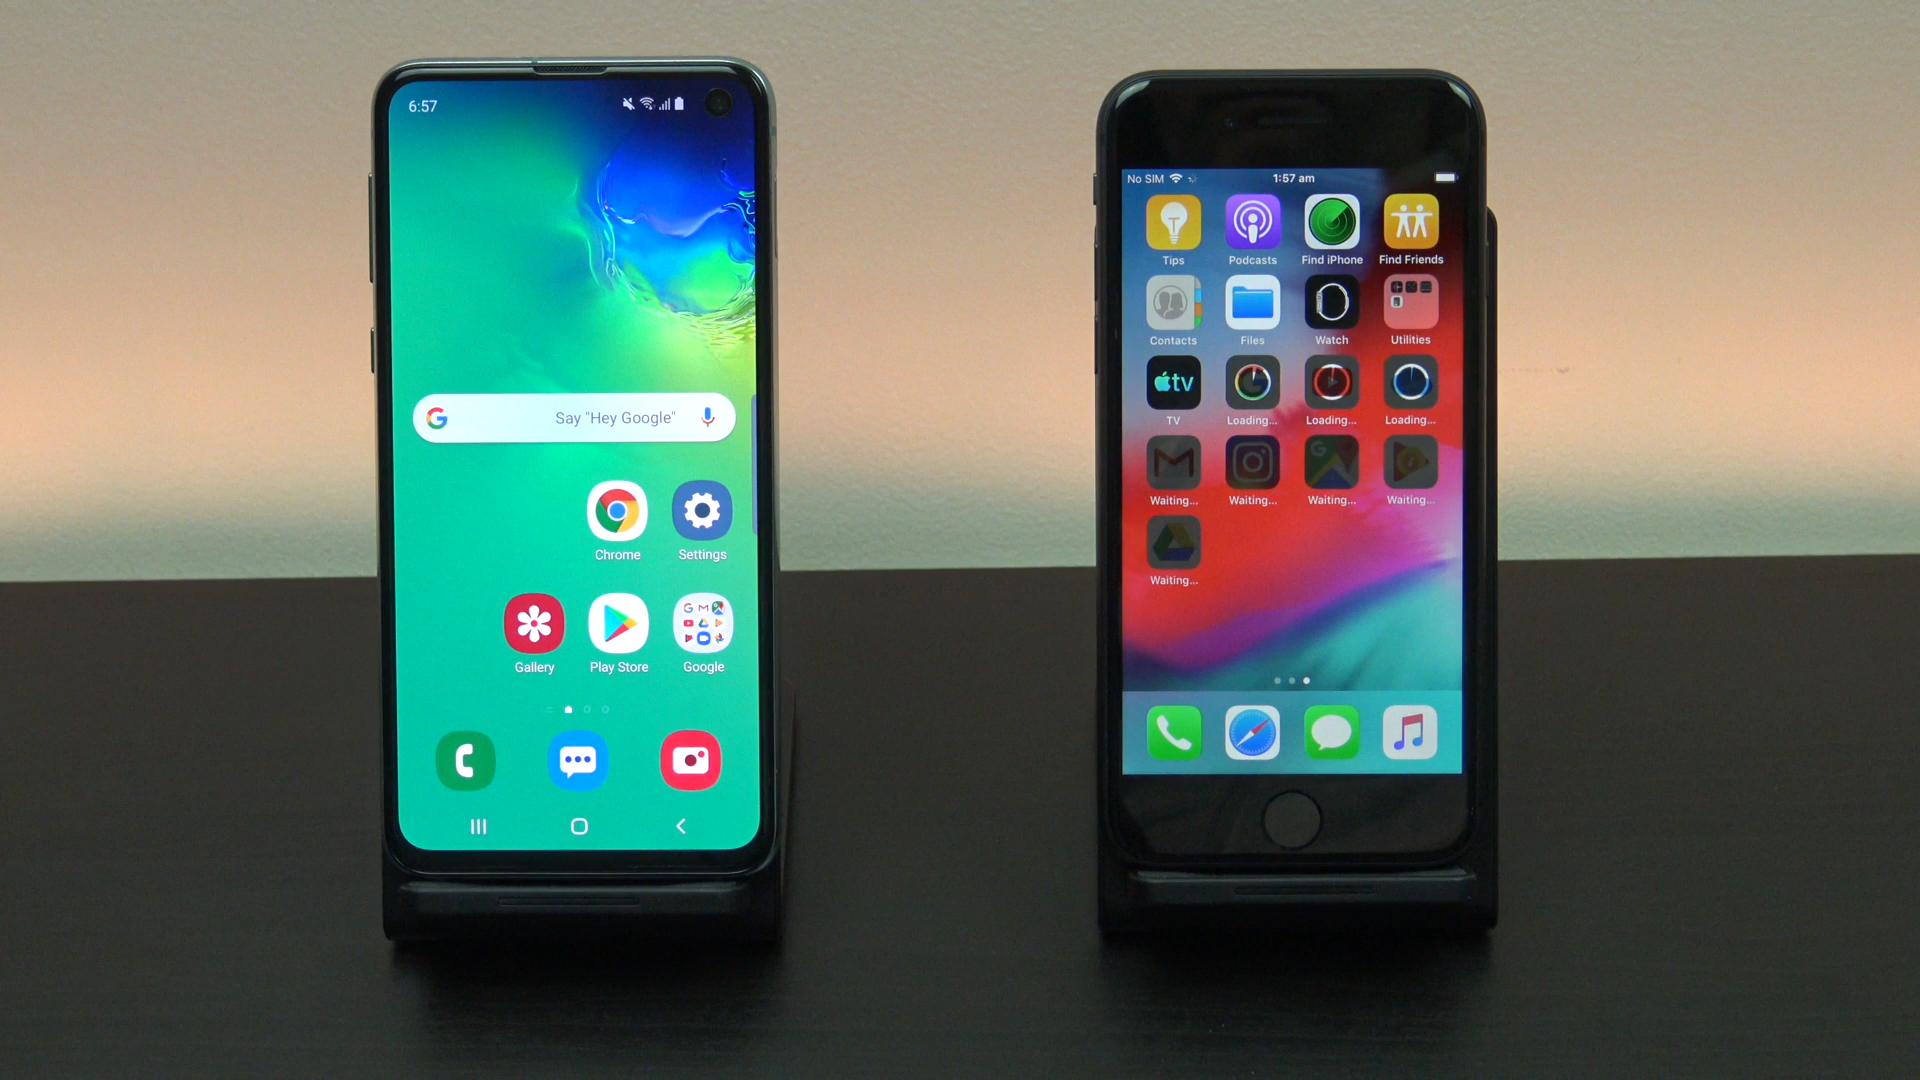 6:57
Say "Hey Google"
Chrome
Settings
Gallery
Play Store
Google
No SIM
1:57 am
Tips
Podcasts
Find iPhone
Find Friends
Contacts
Files
Watch
Utilities
tv
TV
Loading...
Loading...
Loading...
Waiting...
Waiting...
Waiting...
Waiting...
Waiting...